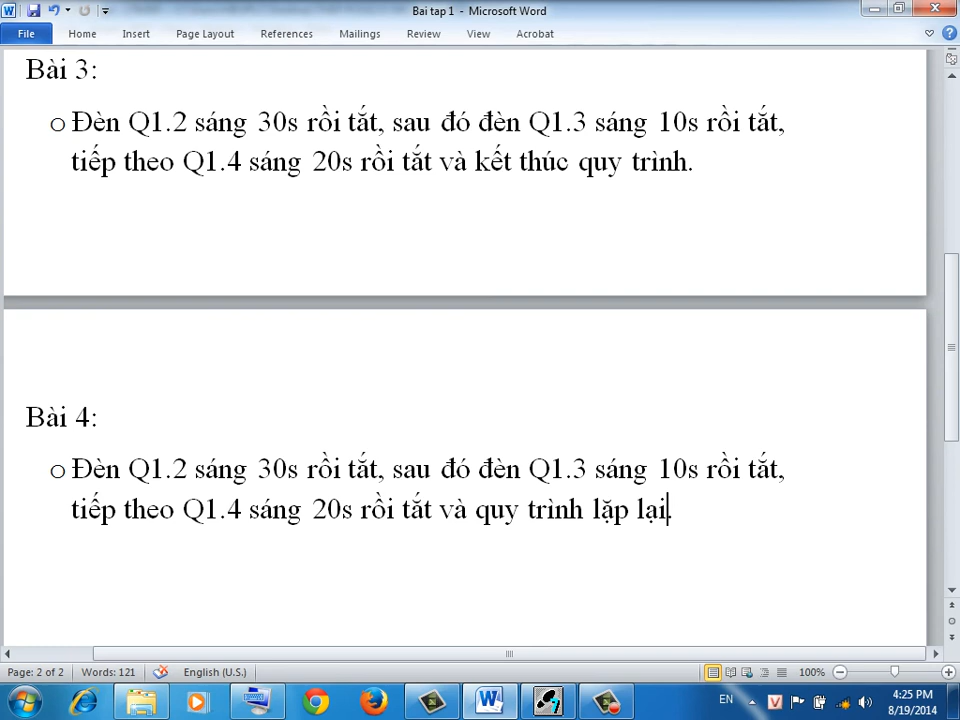 Bai tap 1 - Microsoft Word
File Home Insert Page Layout References Mailings Review View Acrobat
Bài 3:
o Đèn Q1.2 sáng 30s rồi tắt, sau đó đèn Q1.3 sáng 10s rồi tắt,
tiếp theo Q1.4 sáng 20s rồi tắt và kết thúc quy trình.
Bài 4:
o Đèn Q1.2 sáng 30s rồi tắt, sau đó đèn Q1.3 sáng 10s rồi tắt,
tiếp theo Q1.4 sáng 20s rồi tắt và quy trình lặp lại.
Page: 2 of 2 Words: 121 English (U.S.) 100%
EN 4:25 PM
8/19/2014